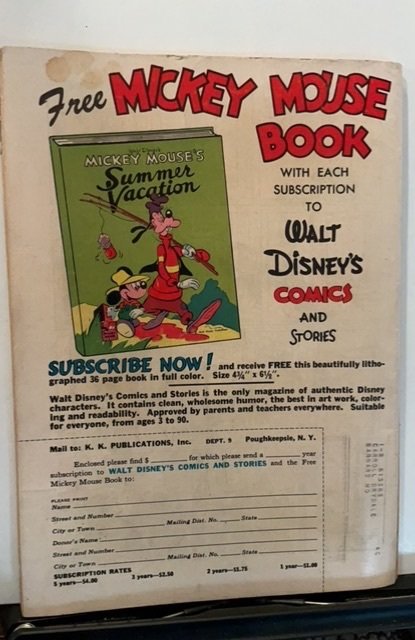 Free MICKEY MOUSE
BOOK
WITH EACH
SUBSCRIPTION
TO
WALT
DISNEY'S
COMICS
AND
STORIES
Walt Disney's
MICKEY MOUSE'S
Summer
Vacation
SUBSCRIBE NOW! and receive FREE this beautifully litho-
graphed 36 page book in full color. Size 4¾" x 6½".
Walt Disney's Comics and Stories is the only magazine of authentic Disney
characters. It contains clean, wholesome humor, the best in art work, color-
ing and readability. Approved by parents and teachers everywhere. Suitable
for everyone, from ages 3 to 90.
Mail to: K. K. PUBLICATIONS, Inc. DEPT. 9 Poughkeepsie, N. Y.
Enclosed please find $ for which please send a year
subscription to WALT DISNEY'S COMICS AND STORIES and the Free
Mickey Mouse Book to:
PLEASE PRINT
Name
Street and Number
City or Town Mailing Dist. No. State
Donor's Name:
Street and Number
City or Town Mailing Dist. No. State
SUBSCRIPTION RATES
5 years—$4.00 3 years—$2.50 2 years—$1.75 1 year—$1.00